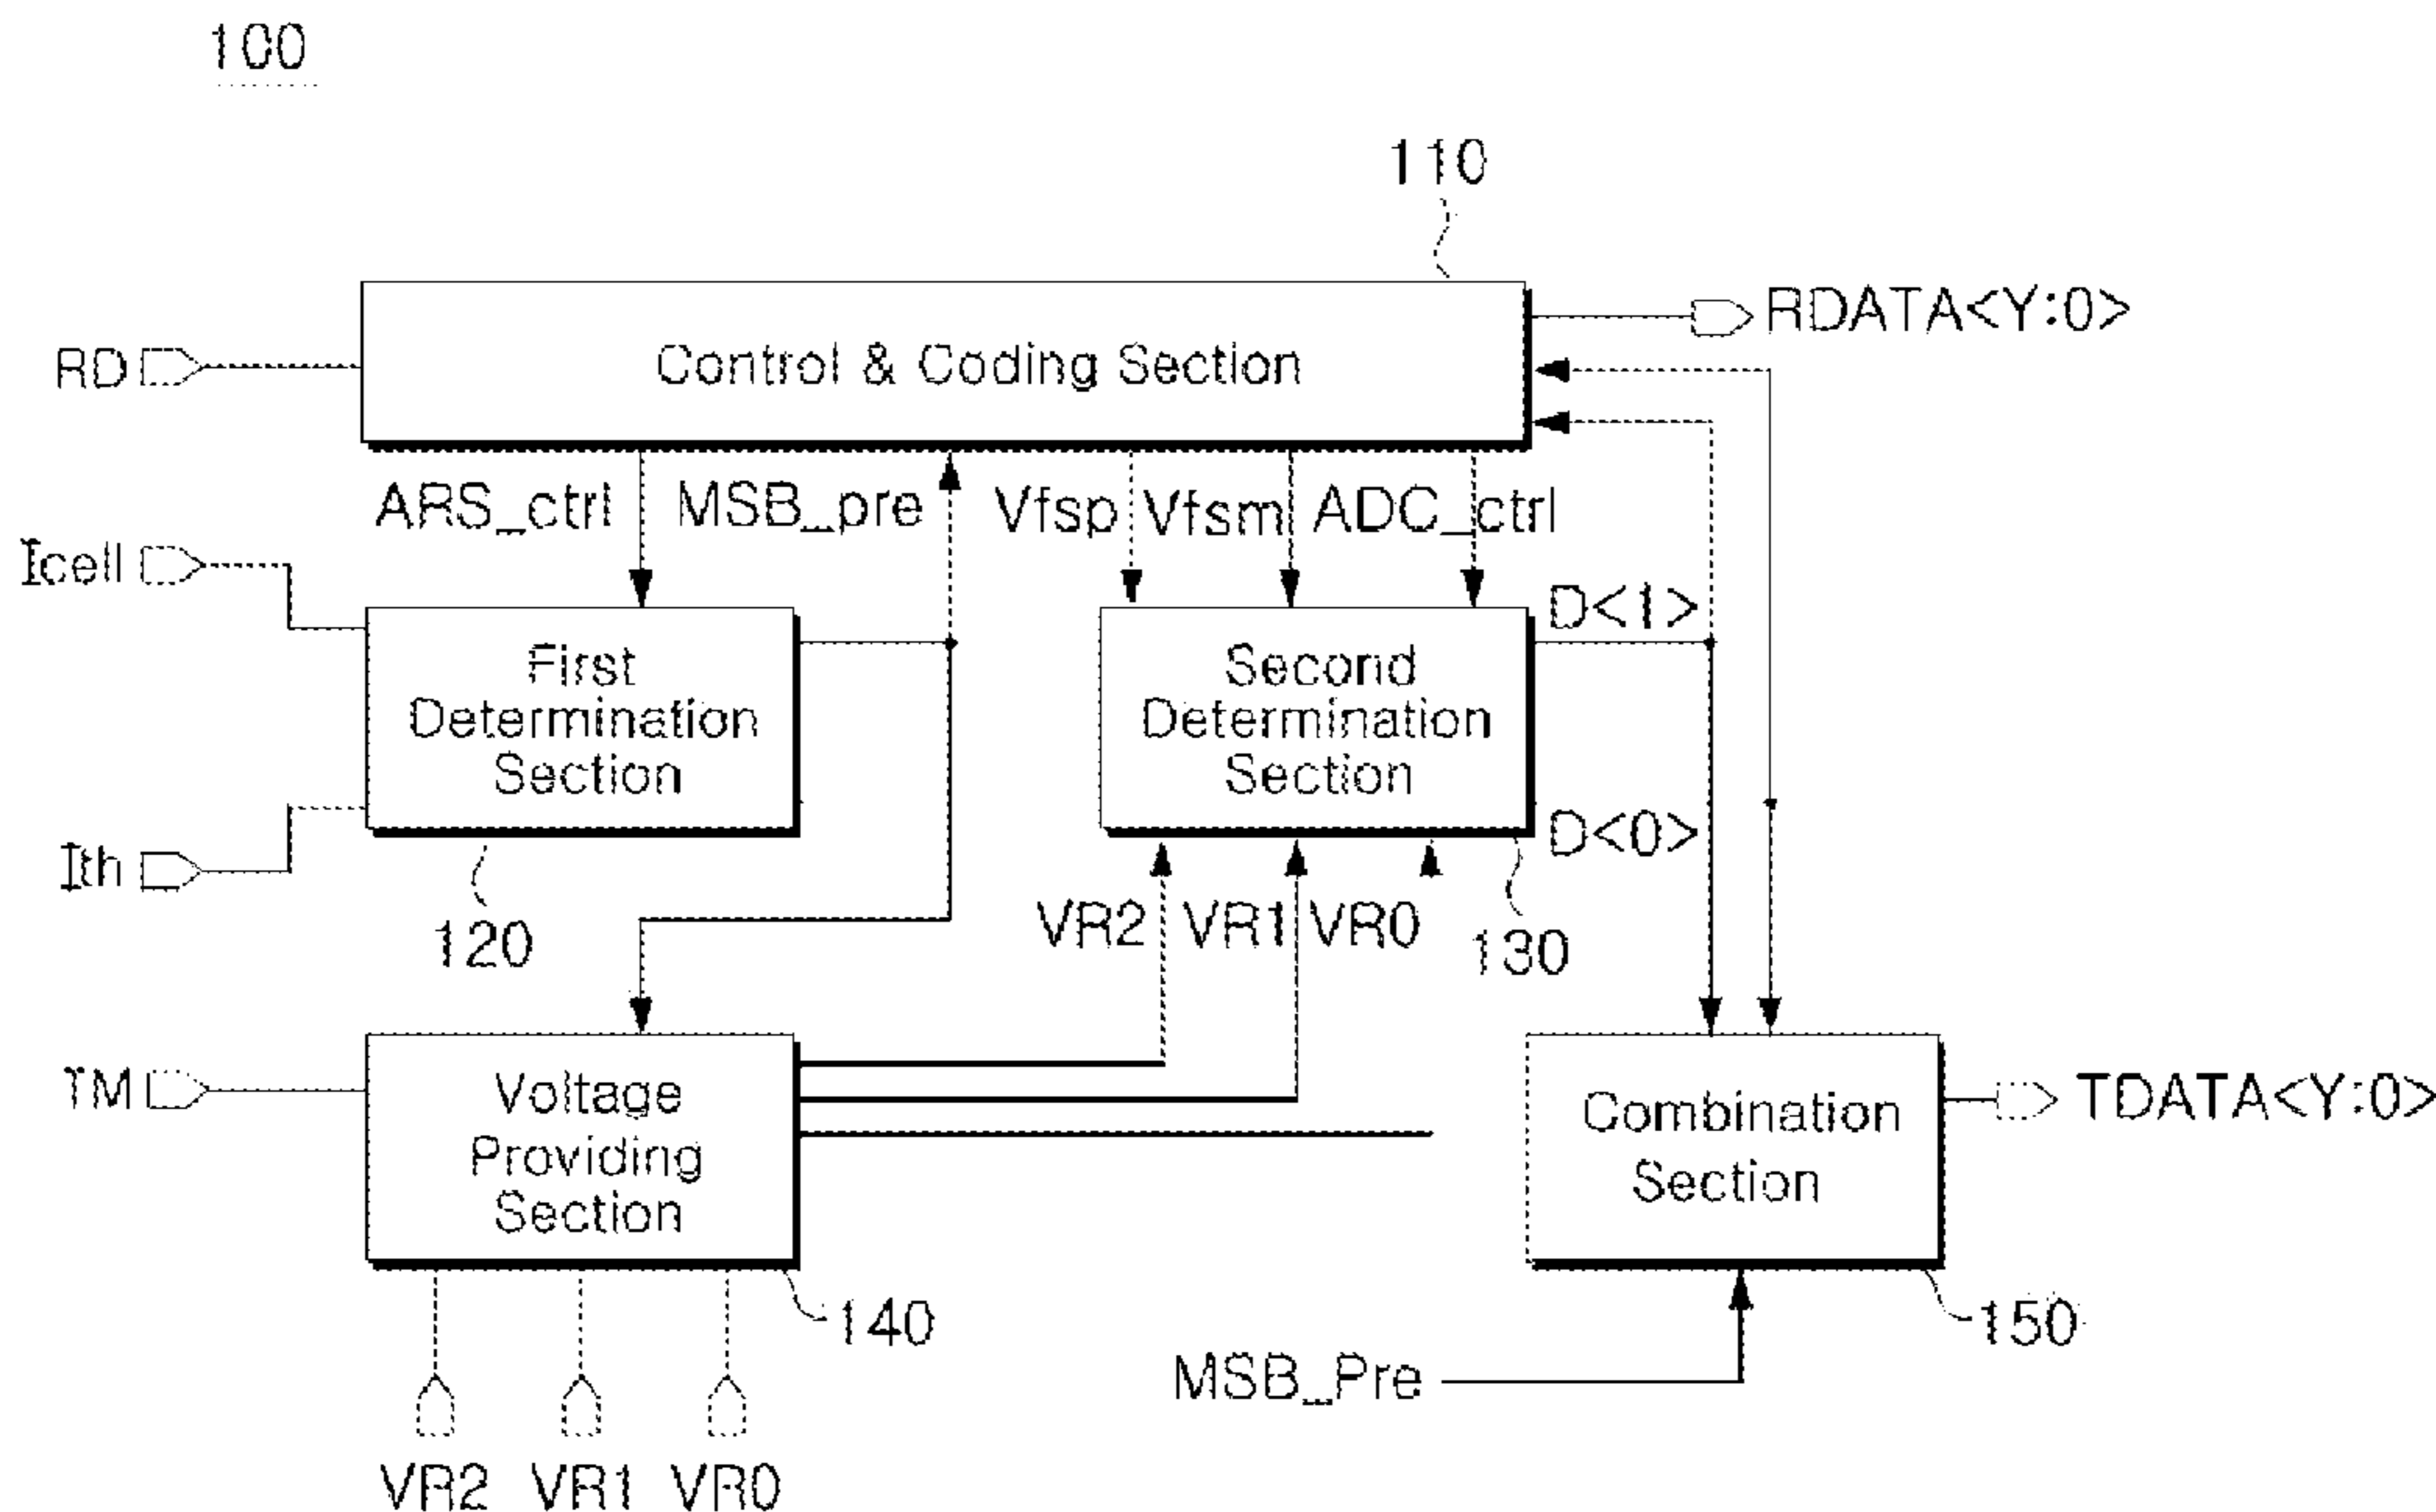 100
110
RDATA<Y:0>
RD
Control & Coding Section
ARS_ctrl
MSB_pre
Vfsp
Vfsm
ADC_ctrl
Icell
First
Determination
Section
Second
Determination
Section
D<1>
D<0>
Ith
120
VR2
VR1
VR0
130
TM
Voltage
Providing
Section
Combination
Section
TDATA<Y:0>
140
150
MSB_Pre
VR2
VR1
VR0